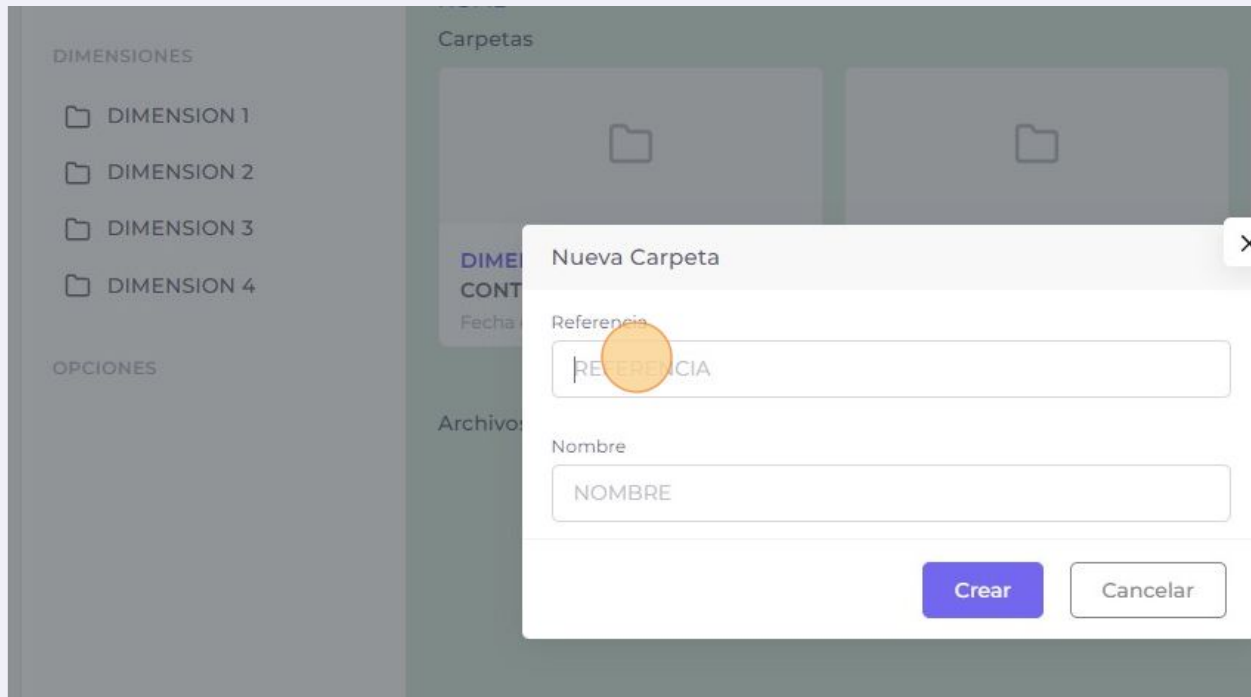 DIMENSIONES
DIMENSION 1
DIMENSION 2
DIMENSION 3
DIMENSION 4
OPCIONES
Carpetas
CONT
Fecha
Archivos
Nueva Carpeta
Referencia
REFERENCIA
Nombre
NOMBRE
Crear
Cancelar